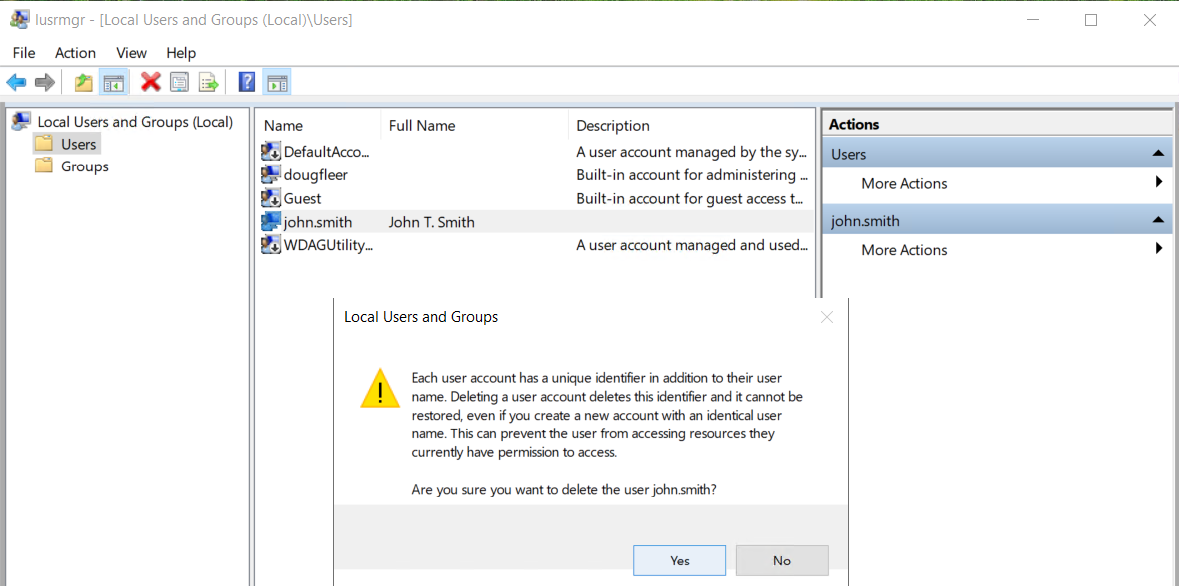 lusrmgr - [Local Users and Groups (Local)\Users]
File Action View Help
Local Users and Groups (Local)
Users
Groups
Name Full Name Description
DefaultAcco... A user account managed by the sy...
dougfleer Built-in account for administering ...
Guest Built-in account for guest access t...
john.smith John T. Smith
WDAGUtility... A user account managed and used...
Actions
Users
More Actions
john.smith
More Actions
Local Users and Groups
Each user account has a unique identifier in addition to their user
name. Deleting a user account deletes this identifier and it cannot be
restored, even if you create a new account with an identical user
name. This can prevent the user from accessing resources they
currently have permission to access.
Are you sure you want to delete the user john.smith?
Yes No